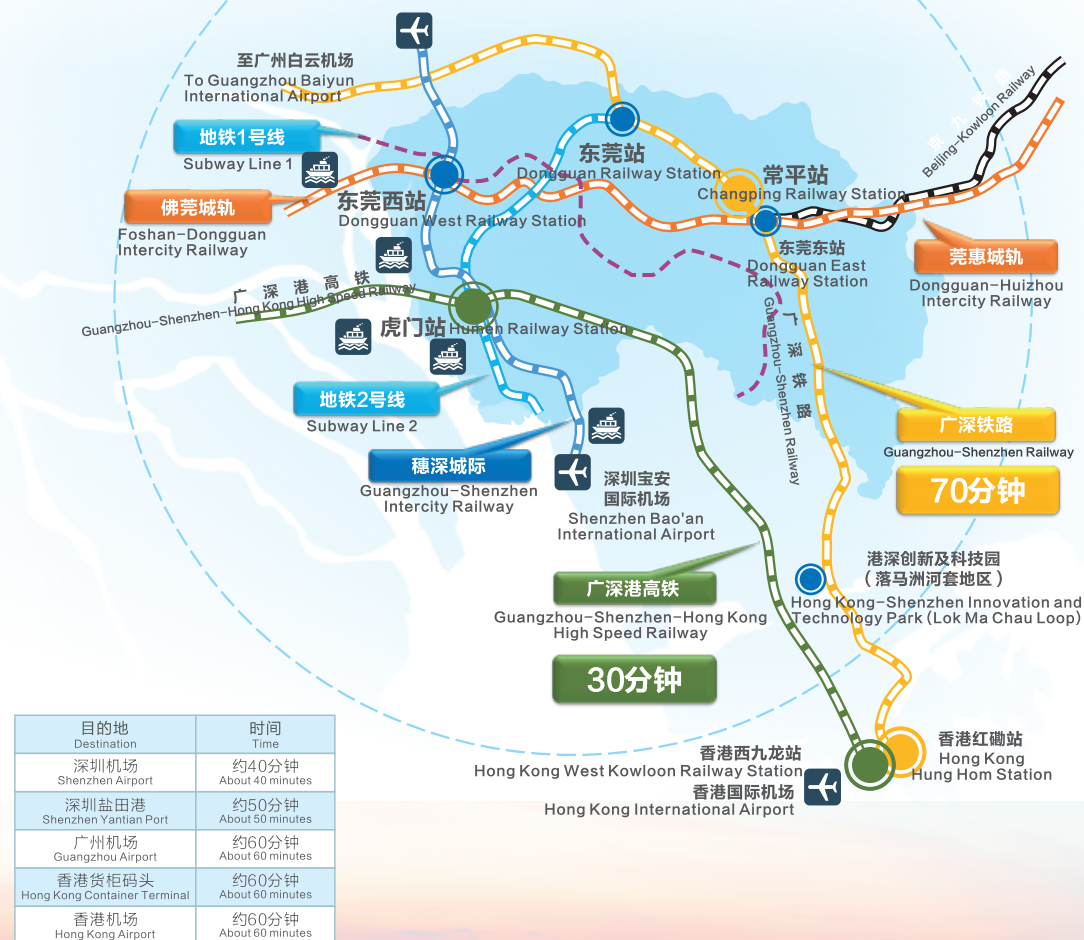 至广州白云机场
To Guangzhou Baiyun
International Airport
地铁1号线
Subway Line 1
佛莞城轨
Foshan-Dongguan
Intercity Railway
东莞站
Dongguan Railway Station
常平站
Changping Railway Station
京九铁路
Beijing-Kowloon Railway
东莞西站
Dongguan West Railway Station
东莞东站
Dongguan East
Railway Station
莞惠城轨
Dongguan-Huizhou
Intercity Railway
广深港高铁
Guangzhou-Shenzhen-Hong Kong High Speed Railway
虎门站 Humen Railway Station
广深铁路
Guangzhou-Shenzhen Railway
地铁2号线
Subway Line 2
穗深城际
Guangzhou-Shenzhen
Intercity Railway
广深铁路
Guangzhou-Shenzhen Railway
70分钟
深圳宝安
国际机场
Shenzhen Bao'an
International Airport
港深创新及科技园
（落马洲河套地区）
Hong Kong-Shenzhen Innovation and
Technology Park (Lok Ma Chau Loop)
广深港高铁
Guangzhou-Shenzhen-Hong Kong
High Speed Railway
30分钟
香港西九龙站
Hong Kong West Kowloon Railway Station
香港国际机场
Hong Kong International Airport
香港红磡站
Hong Kong
Hung Hom Station
目的地 时间
Destination Time
深圳机场 约40分钟
Shenzhen Airport About 40 minutes
深圳盐田港 约50分钟
Shenzhen Yantian Port About 50 minutes
广州机场 约60分钟
Guangzhou Airport About 60 minutes
香港货柜码头 约60分钟
Hong Kong Container Terminal About 60 minutes
香港机场 约60分钟
Hong Kong Airport About 60 minutes